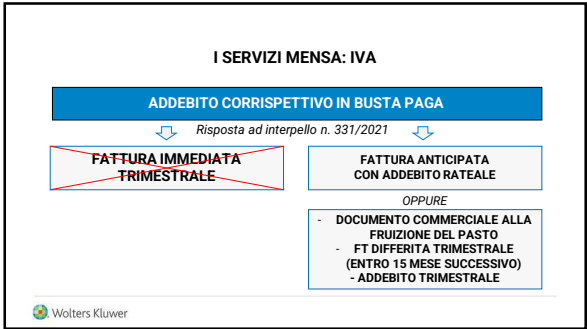 I SERVIZI MENSA: IVA
ADDEBITO CORRISPETTIVO IN BUSTA PAGA
Risposta ad interpello n. 331/2021
FATTURA IMMEDIATA
TRIMESTRALE
FATTURA ANTICIPATA
CON ADDEBITO RATEALE
OPPURE
- DOCUMENTO COMMERCIALE ALLA
FRUIZIONE DEL PASTO
- FT DIFFERITA TRIMESTRALE
(ENTRO 15 MESE SUCCESSIVO)
- ADDEBITO TRIMESTRALE
Wolters Kluwer